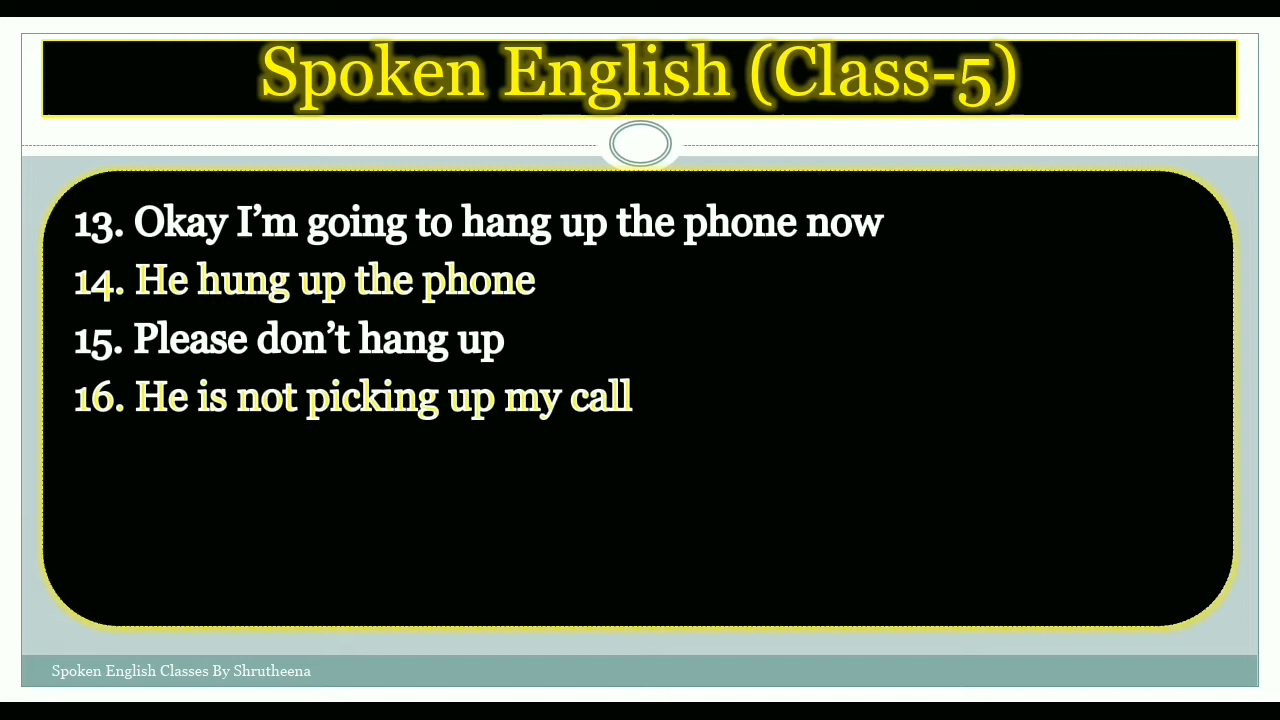 Spoken English (Class-5)
13. Okay I’m going to hang up the phone now
14. He hung up the phone
15. Please don’t hang up
16. He is not picking up my call
Spoken English Classes By Shrutheena